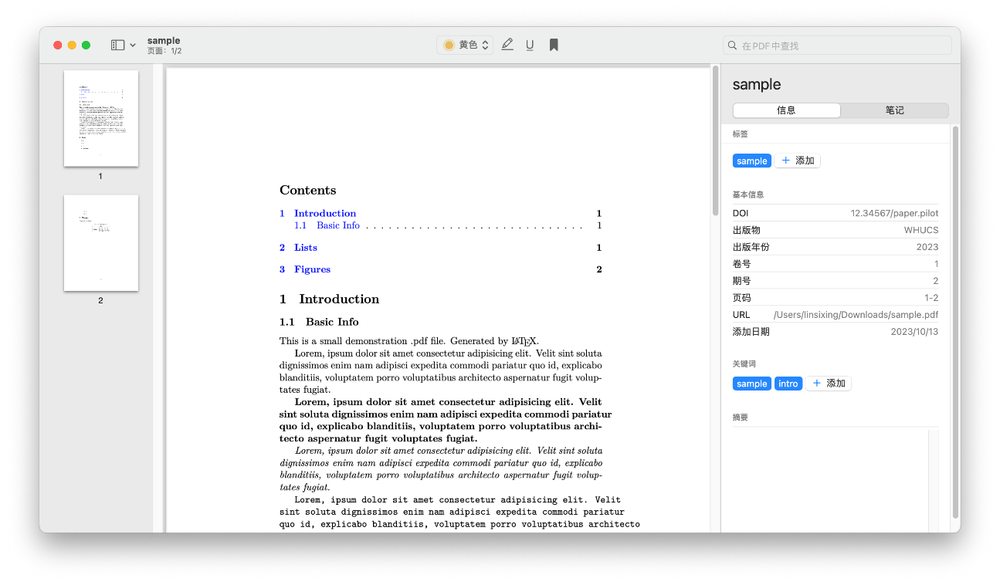 sample
页面：1/2
黄色
在PDF中查找
1
2
Contents
1 Introduction 1
1.1 Basic Info . . . . . . . . . . . . . . . . . . . . . . . . . . . . . 1
2 Lists 1
3 Figures 2
1 Introduction
1.1 Basic Info
This is a small demonstration .pdf file. Generated by LATEX.
Lorem, ipsum dolor sit amet consectetur adipisicing elit. Velit sint soluta
dignissimos enim nam adipisci expedita commodi pariatur quo id, explicabo
blanditiis, voluptatem porro voluptatibus architecto aspernatur fugit volup-
tates fugiat.
Lorem, ipsum dolor sit amet consectetur adipisicing elit. Velit
sint soluta dignissimos enim nam adipisci expedita commodi pariatur
quo id, explicabo blanditiis, voluptatem porro voluptatibus archi-
tecto aspernatur fugit voluptates fugiat.
Lorem, ipsum dolor sit amet consectetur adipisicing elit. Velit sint soluta
dignissimos enim nam adipisci expedita commodi pariatur quo id, explicabo
blanditiis, voluptatem porro voluptatibus architecto aspernatur fugit volup-
tates fugiat.
Lorem, ipsum dolor sit amet consectetur adipisicing elit. Velit
sint soluta dignissimos enim nam adipisci expedita commodi pariatur
quo id, explicabo blanditiis, voluptatem porro voluptatibus architecto
sample
信息 笔记
标签
sample + 添加
基本信息
DOI 12.34567/paper.pilot
出版物 WHUCS
出版年份 2023
卷号 1
期号 2
页码 1-2
URL /Users/linsixing/Downloads/sample.pdf
添加日期 2023/10/13
关键词
sample intro + 添加
摘要